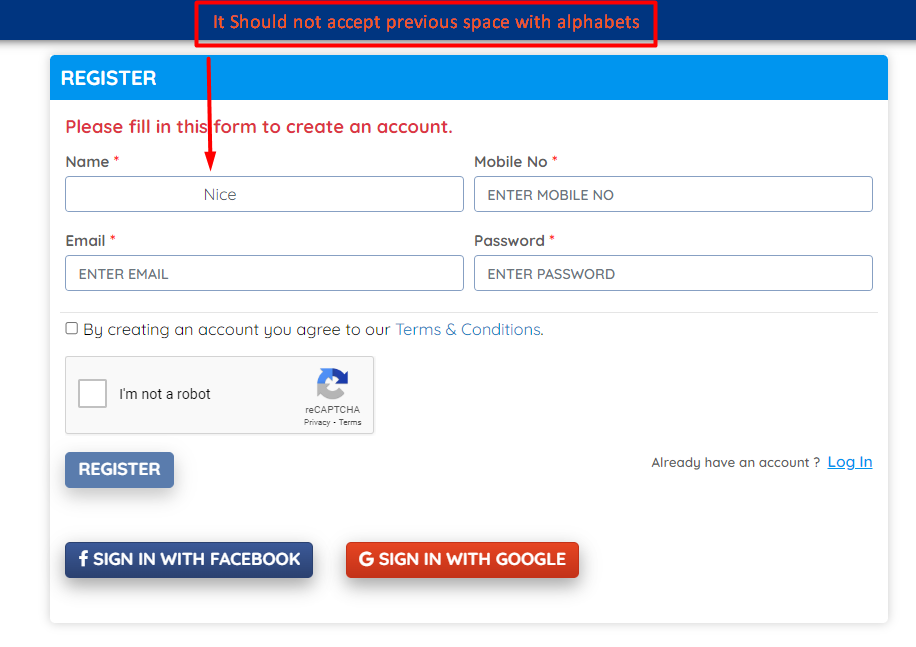 It Should not accept previous space with alphabets
REGISTER
Please fill in this form to create an account.
Name * Mobile No *
Nice ENTER MOBILE NO
Email * Password *
ENTER EMAIL ENTER PASSWORD
By creating an account you agree to our Terms & Conditions.
I'm not a robot
reCAPTCHA
Privacy - Terms
REGISTER
Already have an account ? Log In
f SIGN IN WITH FACEBOOK G SIGN IN WITH GOOGLE